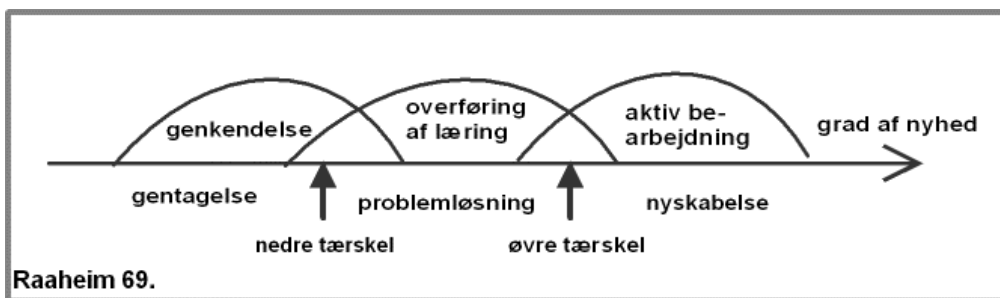 genkendelse
overføring
af læring
aktiv be-
arbejdning
grad af nyhed
gentagelse
problemløsning
nyskabelse
nedre tærskel
øvre tærskel
Raaheim 69.